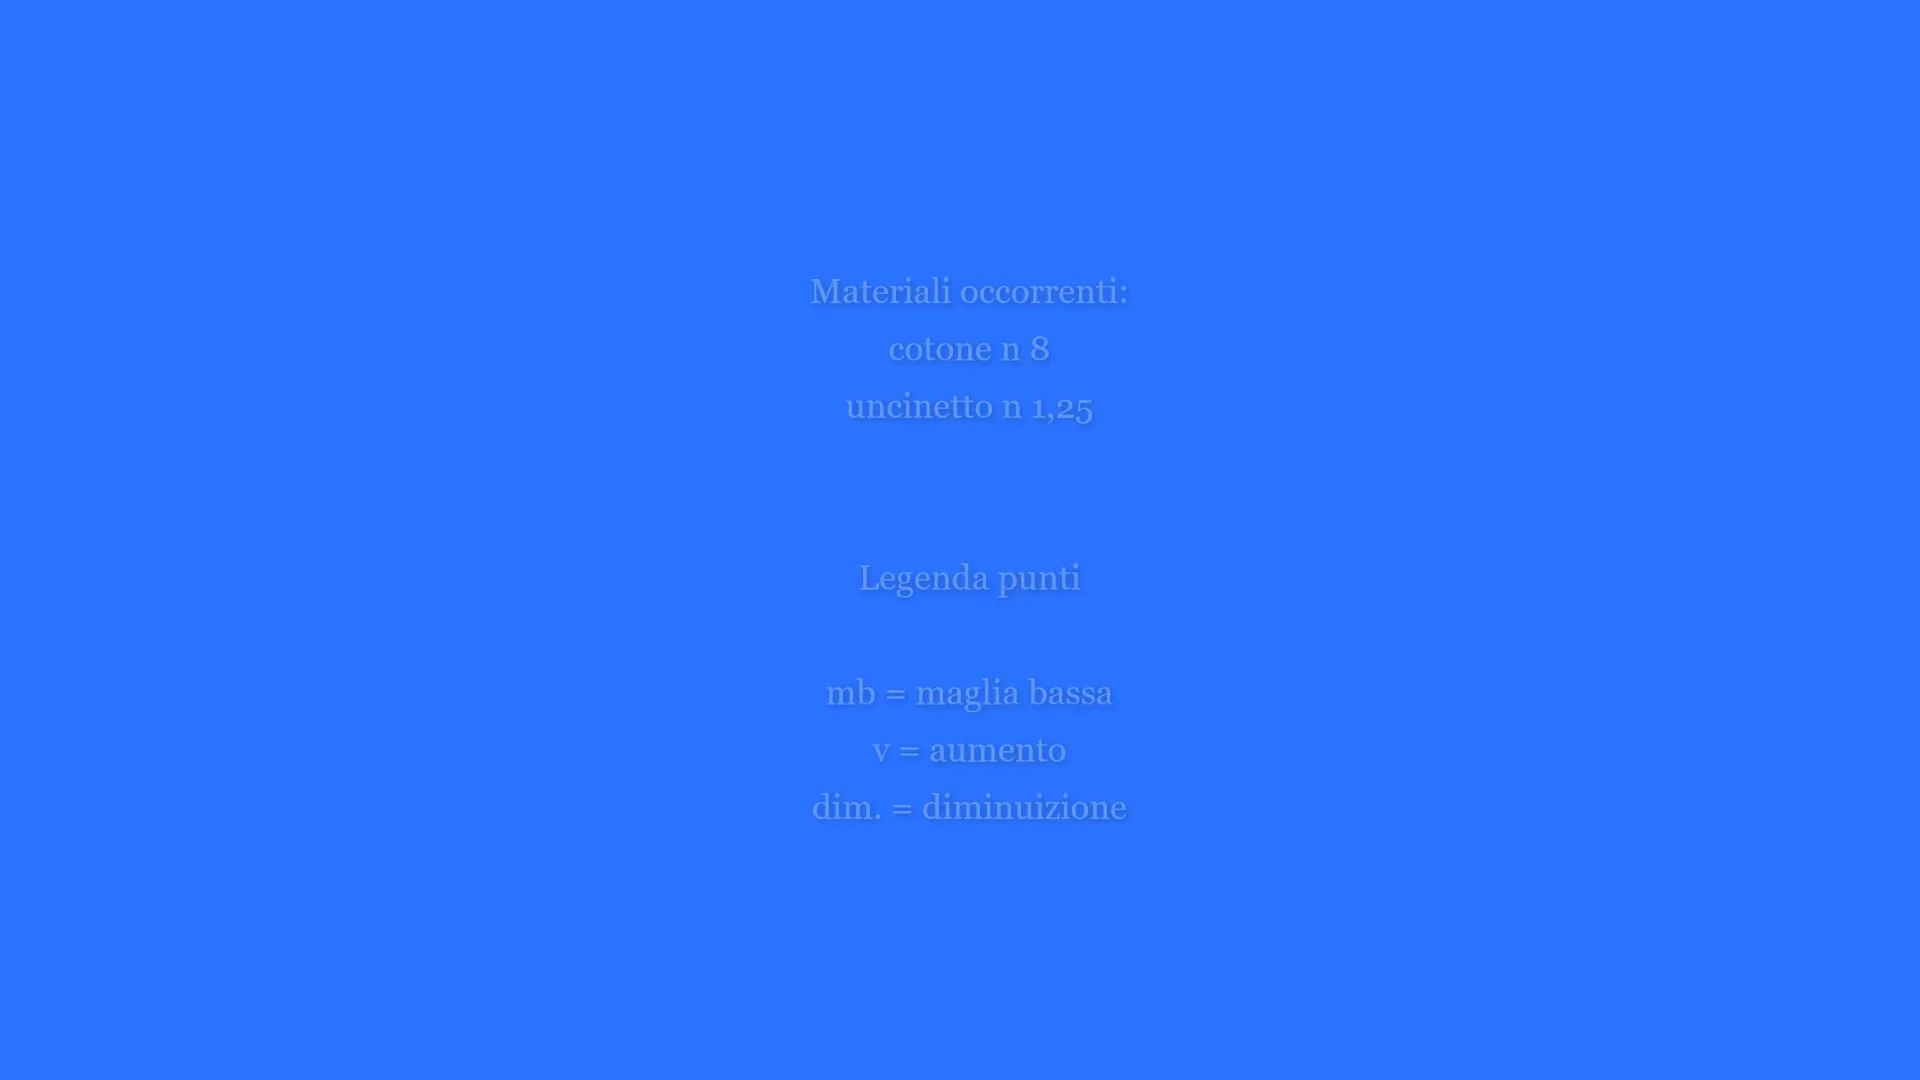 Materiali occorrenti:
cotone n 8
uncinetto n 1,25
Legenda punti
mb = maglia bassa
v = aumento
dim. = diminuizione